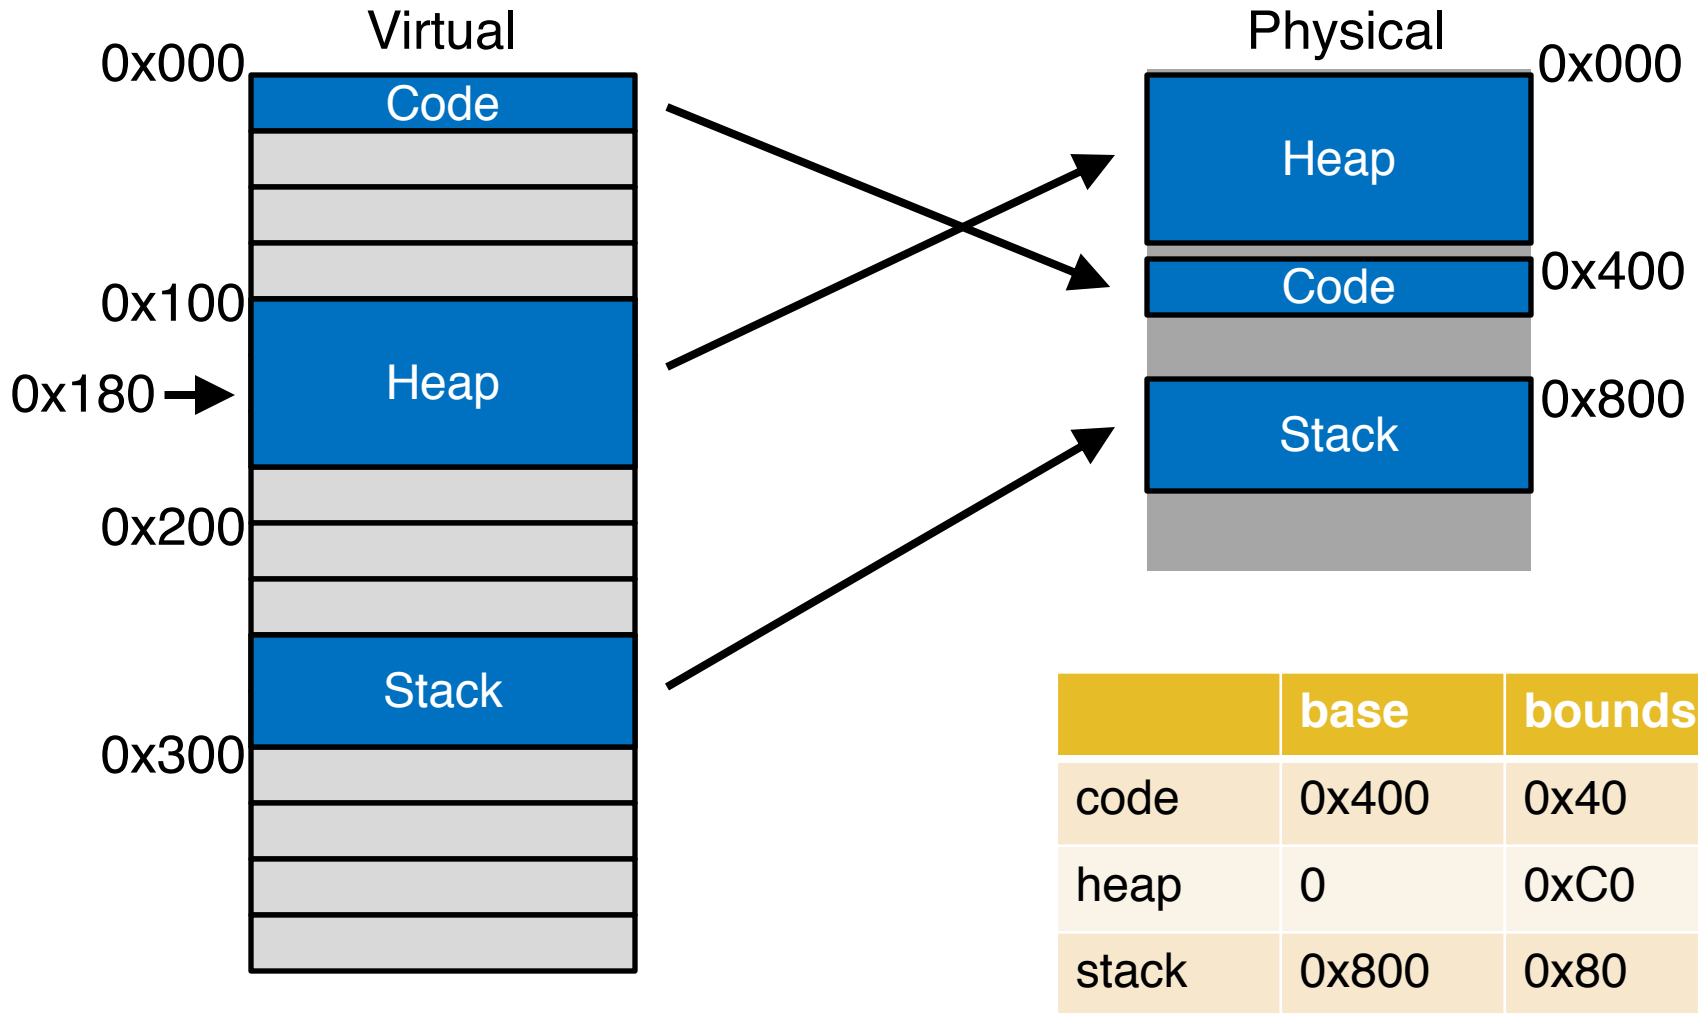 Virtual
0x000
Code
0x100
0x180
Heap
0x200
Stack
0x300
Physical
0x000
Heap
0x400
Code
0x800
Stack
base bounds
code 0x400 0x40
heap 0 0xC0
stack 0x800 0x80